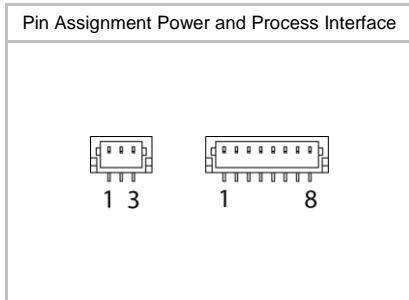 Pin Assignment Power and Process Interface
1 3 1 8